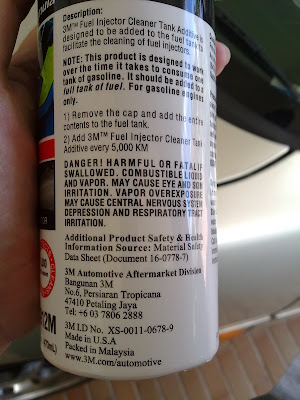 Description:
3M™ Fuel Injector Cleaner Tank Additive is
designed to be added to the fuel tank to
facilitate the cleaning of fuel injectors.
NOTE: This product is designed to work
over the time it takes to consume one
tank of gasoline. It should be added to a
full tank of fuel. For gasoline engines
only.
1) Remove the cap and add the entire
contents to the fuel tank.
2) Add 3M™ Fuel Injector Cleaner Tank
Additive every 5,000 KM
DANGER! HARMFUL OR FATAL IF
SWALLOWED. COMBUSTIBLE LIQUID
AND VAPOR. MAY CAUSE EYE AND SKIN
IRRITATION. VAPOR OVEREXPOSURE
MAY CAUSE CENTRAL NERVOUS SYSTEM
DEPRESSION AND RESPIRATORY TRACT
IRRITATION.
Additional Product Safety & Health
Information Source: Material Safety
Data Sheet (Document 16-0778-7)
3M Automotive Aftermarket Division
Bangunan 3M
No.6, Persiaran Tropicana
47410 Petaling Jaya
Tel: +6 03 7806 2888
3M I.D No. XS-0011-0678-9
Made in U.S.A
Packed in Malaysia
www.3M.com/automotive